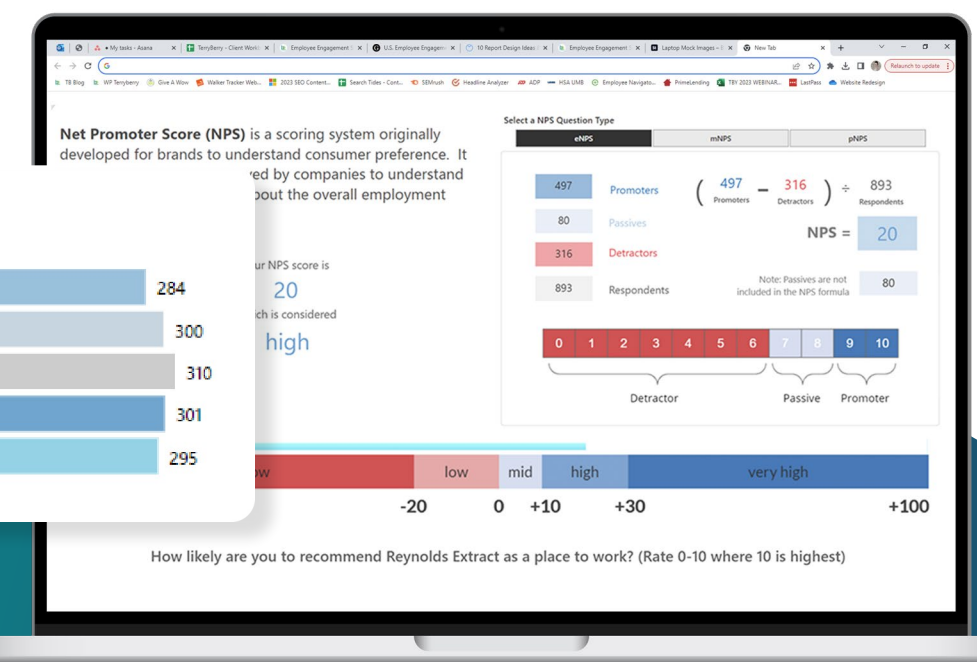 My tasks - Asana
TerryBerry - Client Worki
Employee Engagement S
U.S. Employee Engagem
10 Report Design Ideas
Employee Engagement
Laptop Mock Images -
New Tab
G
Relaunch to update
TB Blog
WP Terryberry
Give A Wow
Walker Tracker Web...
2023 SEO Content...
Search Tides - Cont...
SEMrush
Headline Analyzer
ADP
HSA UMB
Employee Navigato...
PrimeLending
TBY 2023 WEBINAR...
LastPass
Website Redesign
Net Promoter Score (NPS) is a scoring system originally
developed for brands to understand consumer preference. It
ved by companies to understand
bout the overall employment
ur NPS score is
20
ich is considered
high
284
300
310
301
295
Select a NPS Question Type
eNPS
mNPS
pNPS
497 Promoters
80 Passives
316 Detractors
893 Respondents
( 497 − 316 ) ÷ 893
Promoters Detractors Respondents
NPS = 20
Note: Passives are not
included in the NPS formula
80
0 1 2 3 4 5 6 7 8 9 10
Detractor Passive Promoter
ow low mid high very high
-20 0 +10 +30 +100
How likely are you to recommend Reynolds Extract as a place to work? (Rate 0-10 where 10 is highest)